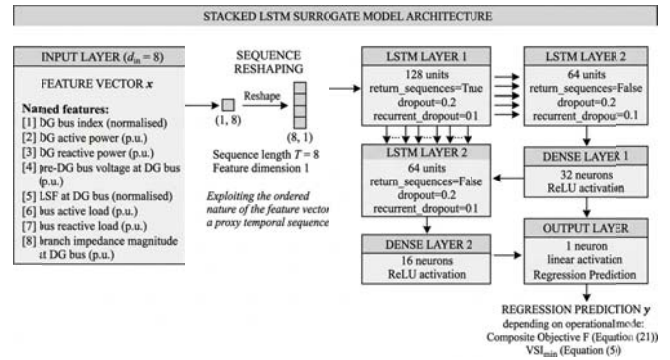 STACKED LSTM SURROGATE MODEL ARCHITECTURE
INPUT LAYER (d_in = 8)
FEATURE VECTOR x
Named features:
[1] DG bus index (normalised)
[2] DG active power (p.u.)
[3] DG reactive power (p.u.)
[4] pre-DG bus voltage at DG bus
(p.u.)
[5] LSF at DG bus (normalised)
[6] bus active load (p.u.)
[7] bus reactive load (p.u.)
[8] branch impedance magnitude
at DG bus (p.u.)
SEQUENCE
RESHAPING
Reshape
(1, 8)
(8, 1)
Sequence length T = 8
Feature dimension 1
Exploiting the ordered
nature of the feature vector
a proxy temporal sequence
LSTM LAYER 1
128 units
return_sequences=True
dropout=0.2
recurrent_dropout=01
LSTM LAYER 2
64 units
return_sequences=False
dropout=0.2
recurrent_dropout=01
DENSE LAYER 2
16 neurons
ReLU activation
LSTM LAYER 2
64 units
return_sequences=False
dropout=0.2
recurrent_dropout=0.1
DENSE LAYER 1
32 neurons
ReLU activation
OUTPUT LAYER
1 neuron
linear activation
Regression Prediction
REGRESSION PREDICTION y
depending on operational mode:
Composite Objective F (Equation (21))
VSI_min (Equation (5))